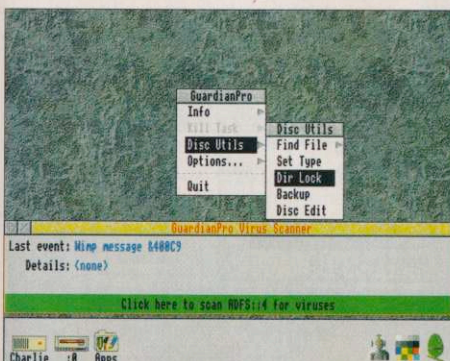 GuardianPro
Info
Kill Task
Disc Utils
Options...
Quit
Disc Utils
Find File
Set Type
Dir Lock
Backup
Disc Edit
GuardianPro Virus Scanner
Last event: Wimp message &400C9
Details: (none)
Click here to scan ADFS::4 for viruses
Charlie :0 Apps